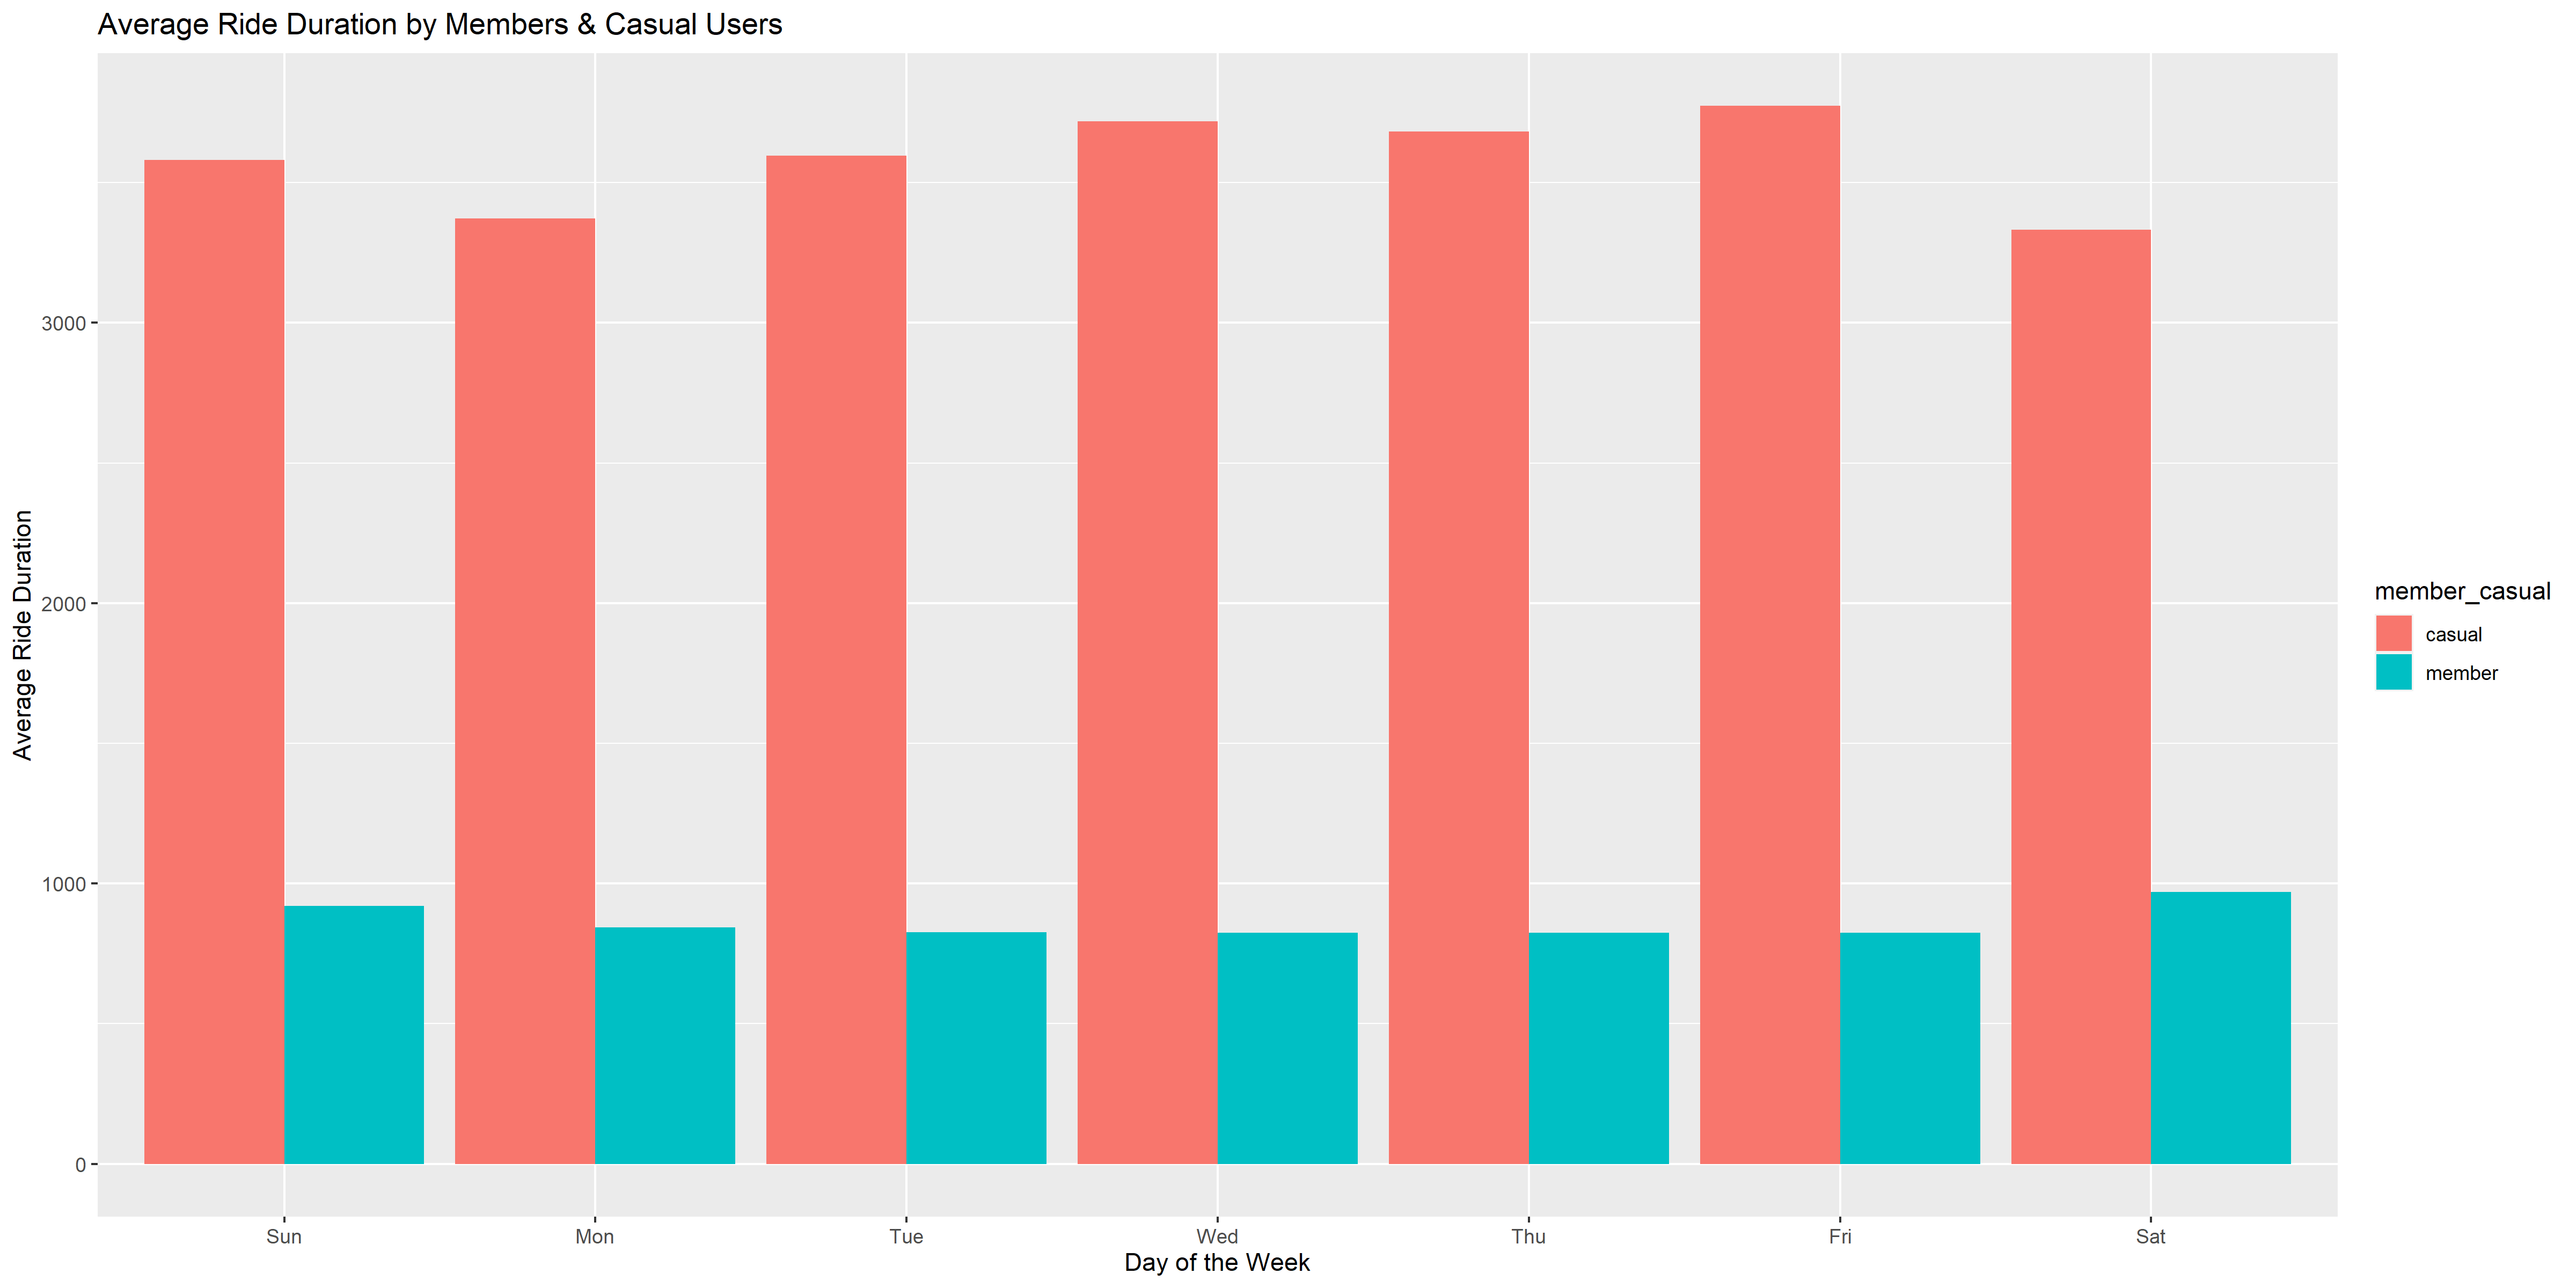 Average Ride Duration by Members & Casual Users
Average Ride Duration
3000
2000
1000
0
Sun Mon Tue Wed Thu Fri Sat
Day of the Week
member_casual
casual
member